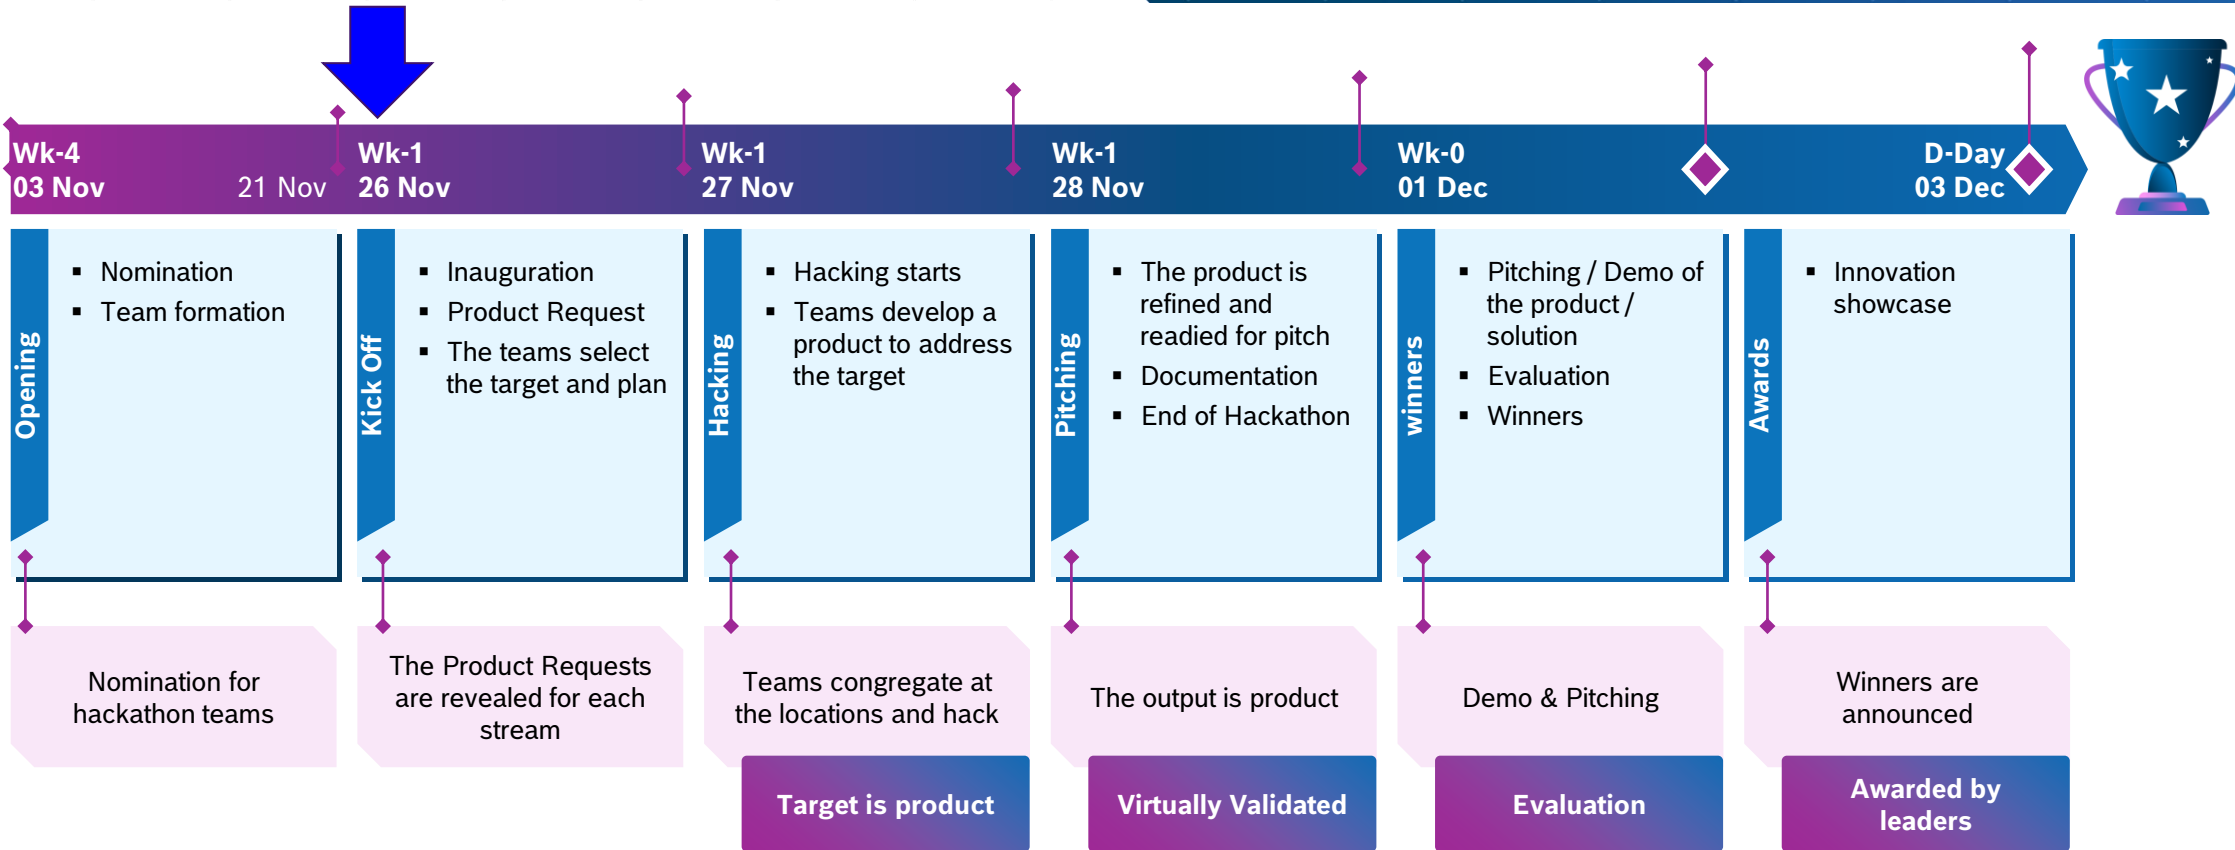 Wk-4
03 Nov
21 Nov
Wk-1
26 Nov
Wk-1
27 Nov
Wk-1
28 Nov
Wk-0
01 Dec
D-Day
03 Dec
Opening
▪ Nomination
▪ Team formation
Kick Off
▪ Inauguration
▪ Product Request
▪ The teams select
the target and plan
Hacking
▪ Hacking starts
▪ Teams develop a
product to address
the target
Pitching
▪ The product is
refined and
readied for pitch
▪ Documentation
▪ End of Hackathon
winners
▪ Pitching / Demo of
the product /
solution
▪ Evaluation
▪ Winners
Awards
▪ Innovation
showcase
Nomination for
hackathon teams
The Product Requests
are revealed for each
stream
Teams congregate at
the locations and hack
Target is product
The output is product
Virtually Validated
Demo & Pitching
Evaluation
Winners are
announced
Awarded by
leaders